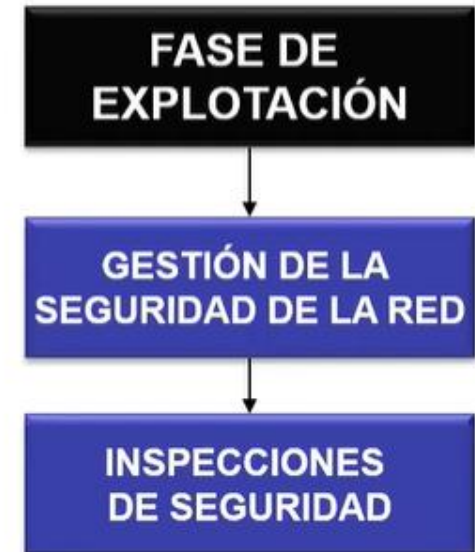 FASE DE
EXPLOTACIÓN
GESTIÓN DE LA
SEGURIDAD DE LA RED
INSPECCIONES
DE SEGURIDAD